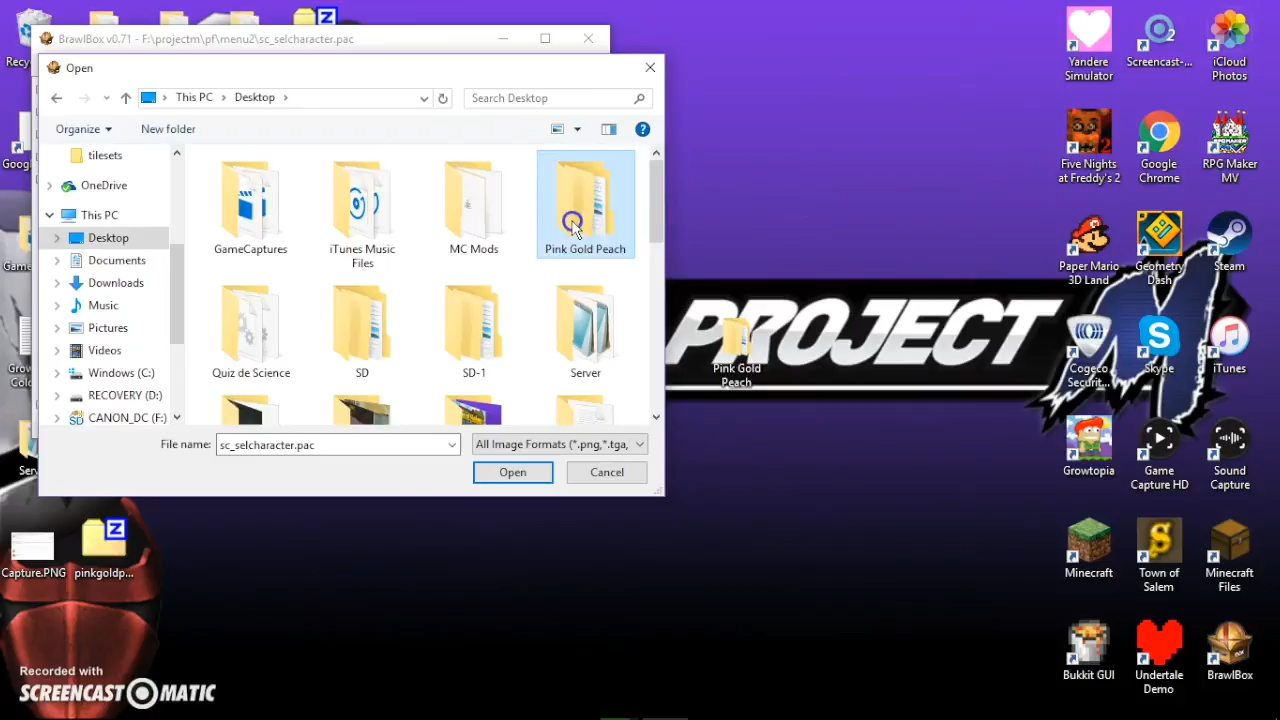 BrawlBox v0.71 - F:\projectm\pf\menu2\sc_selcharacter.pac
Open
This PC
Desktop
Search Desktop
Organize
New folder
tilesets
OneDrive
This PC
Desktop
Documents
Downloads
Music
Pictures
Videos
Windows (C:)
RECOVERY (D:)
CANON_DC (F:)
GameCaptures
iTunes Music
Files
MC Mods
Pink Gold Peach
Quiz de Science
SD
SD-1
Server
File name:
sc_selcharacter.pac
All Image Formats (*.png,*.tga,
Open
Cancel
Yandere
Simulator
Screencast-...
iCloud
Photos
Five Nights
at Freddy's 2
Google
Chrome
RPG Maker
MV
Paper Mario
3D Land
Geometry
Dash
Steam
Cogeco
Securit...
Skype
iTunes
Growtopia
Game
Capture HD
Sound
Capture
Minecraft
Town of
Salem
Minecraft
Files
Bukkit GUI
Undertale
Demo
BrawlBox
PROJECT
Pink Gold
Peach
Capture.PNG
pinkgoldp...
Recorded with
SCREENCAST-O-MATIC